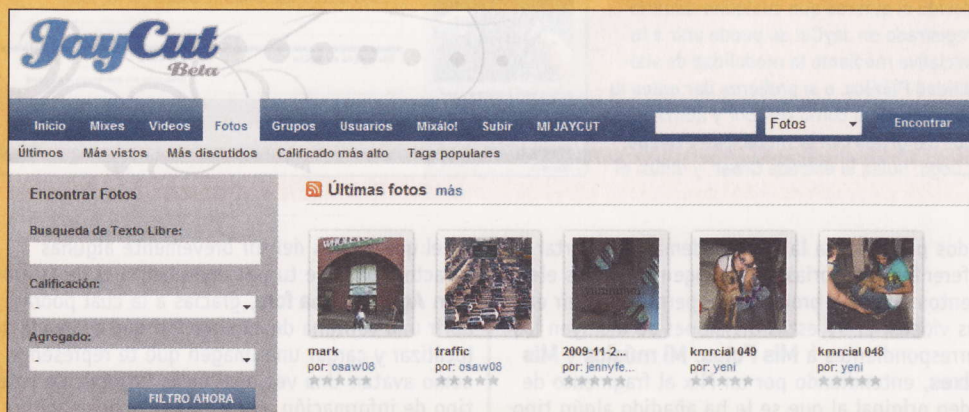 JayCut
Beta
Inicio Mixes Videos Fotos Grupos Usuarios Mixálo! Subir MI JAYCUT Fotos Encontrar
Últimos Más vistos Más discutidos Calificado más alto Tags populares
Encontrar Fotos
Busqueda de Texto Libre:
Calificación:
-
Agregado:
FILTRO AHORA
Últimas fotos más
mark
por: osaw08
traffic
por: osaw08
2009-11-2...
por: jennyfe...
kmrcial 049
por: yeni
kmrcial 048
por: yeni